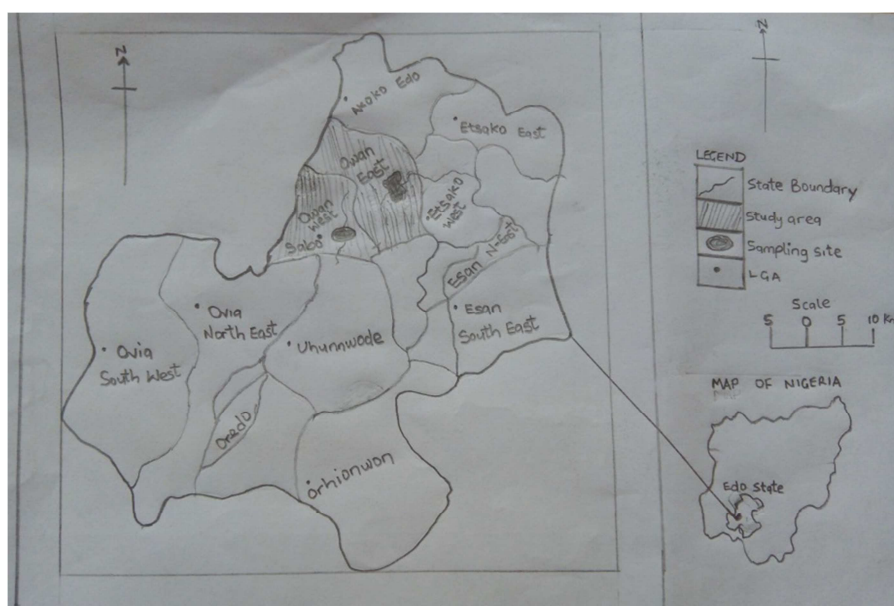 N
N
Akoko Edo
Etsako East
Owan
East
Etsako
West
Owan
West
Sabo
Esan N-East
Esan
South East
Ovia
North East
Ovia
South West
Uhunmwode
Oredo
Orhionwon
LEGEND
State Boundary
Study area
Sampling site
LGA
Scale
5 0 5 10 Km
MAP OF NIGERIA
Edo State